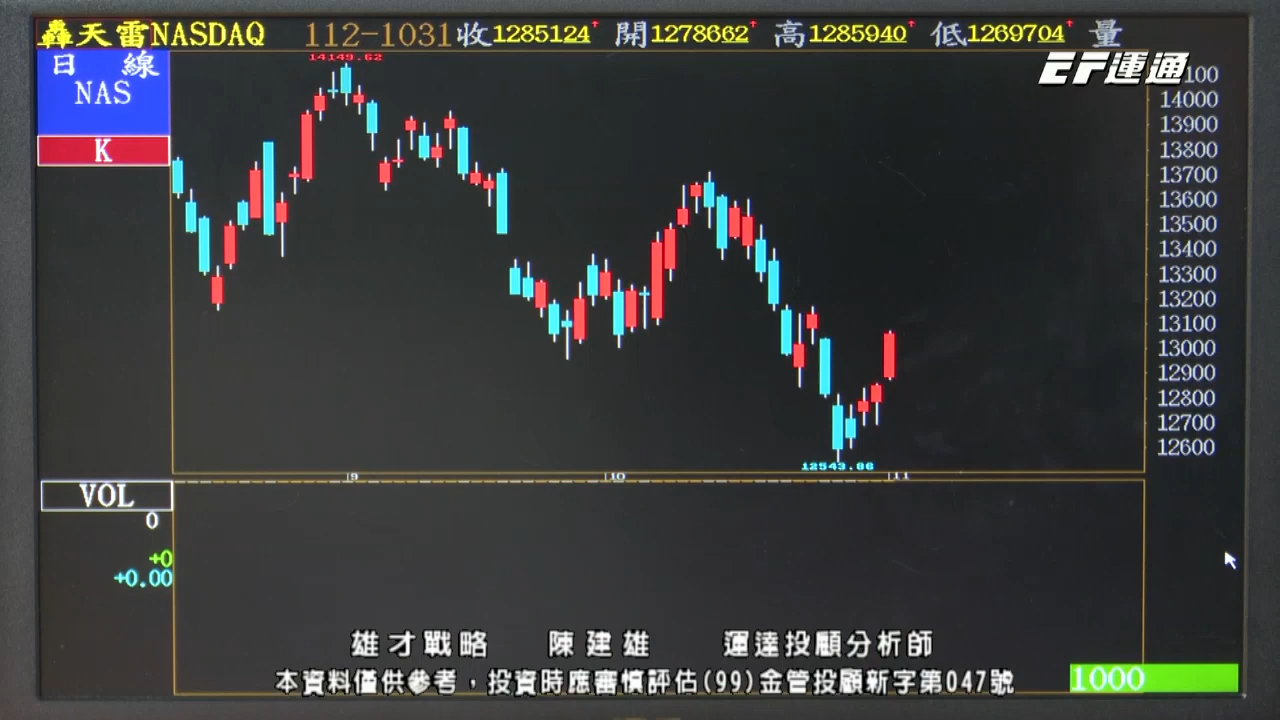 轟天雷NASDAQ 112-1031 收1285124↑ 開1278662↑ 高1285940↑ 低1269704↑ 量
EF運通
日 線
NAS
K
14149.62
100
14000
13900
13800
13700
13600
13500
13400
13300
13200
13100
13000
12900
12800
12700
12600
12543.86
9 10 11
VOL
0
+0
+0.00
雄才戰略 陳建雄 運達投顧分析師
本資料僅供參考，投資時應審慎評估(99)金管投顧新字第047號
1000